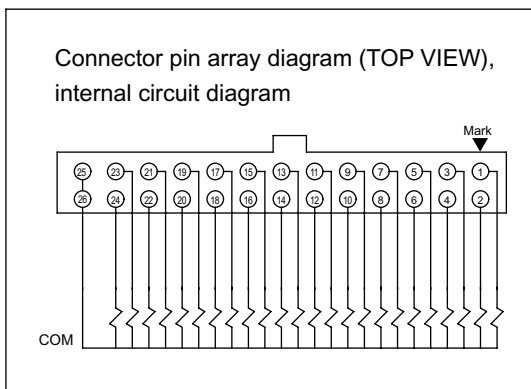 Connector pin array diagram (TOP VIEW),
internal circuit diagram
Mark
25 23 21 19 17 15 13 11 9 7 5 3 1
26 24 22 20 18 16 14 12 10 8 6 4 2
COM